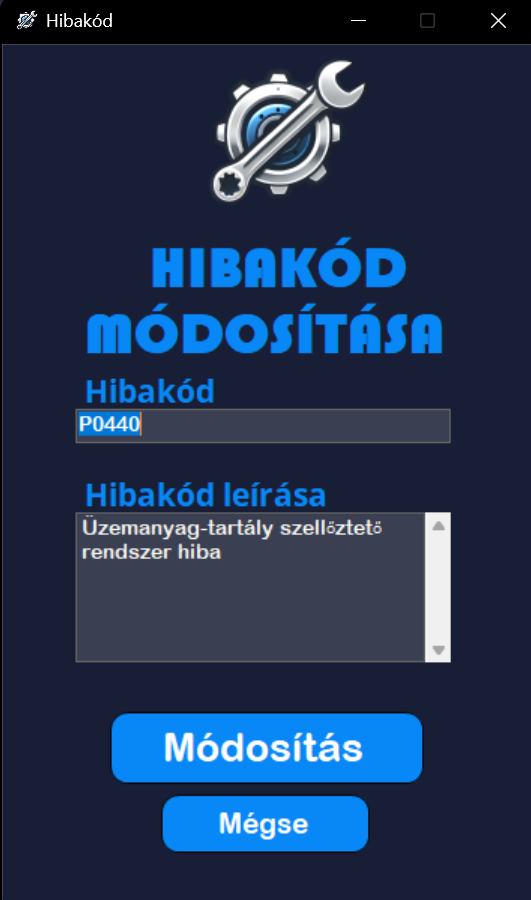 Hibakód
HIBAKÓD
MÓDOSÍTÁSA
Hibakód
P0440
Hibakód leírása
Üzemanyag-tartály szellőztető
rendszer hiba
Módosítás
Mégse